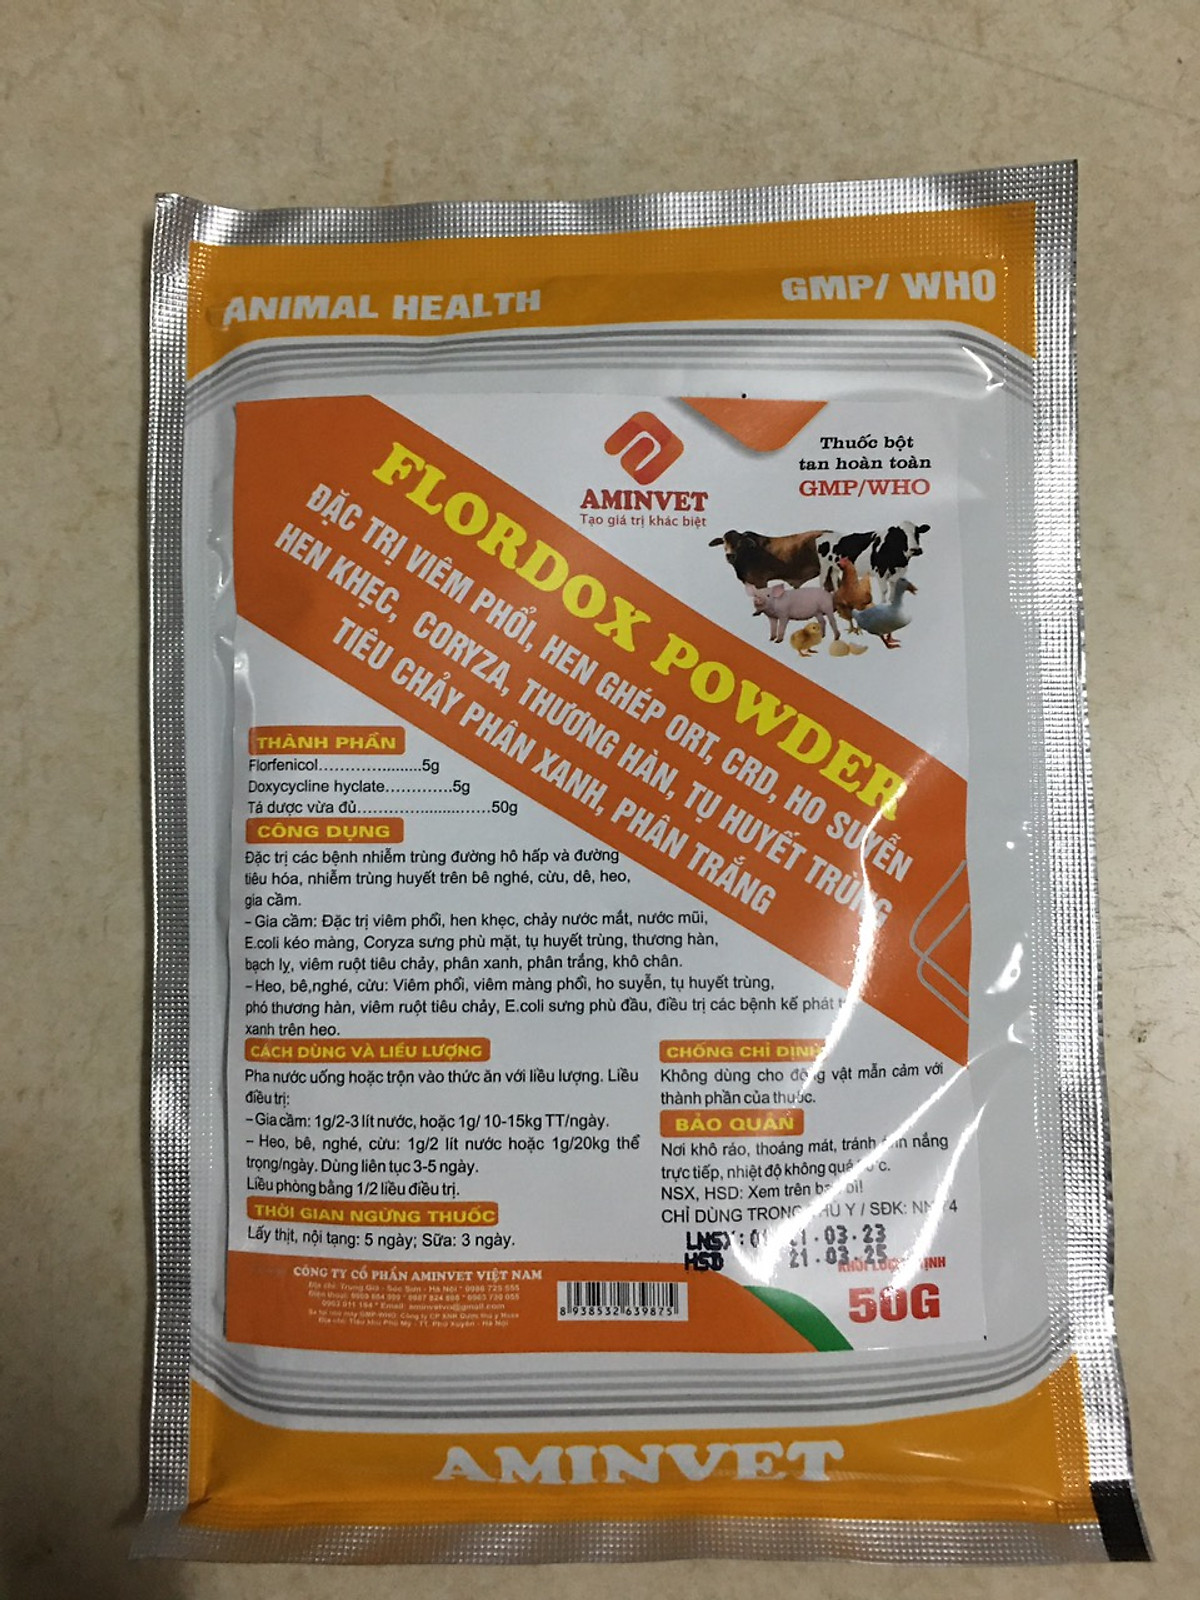 ANIMAL HEALTH
GMP/ WHO
AMINVET
Tạo giá trị khác biệt
Thuốc bột
tan hoàn toàn
GMP/WHO
FLORDOX POWDER
ĐẶC TRỊ VIÊM PHỔI, HEN GHÉP ORT, CRD, HO SUYỄN
HEN KHẸC, CORYZA, THƯƠNG HÀN, TỤ HUYẾT TRÙNG
TIÊU CHẢY PHÂN XANH, PHÂN TRẮNG
THÀNH PHẦN
Florfenicol.....................5g
Doxycycline hyclate.............5g
Tá dược vừa đủ.........................50g
CÔNG DỤNG
Đặc trị các bệnh nhiễm trùng đường hô hấp và đường
tiêu hóa, nhiễm trùng huyết trên bê nghé, cừu, dê, heo,
gia cầm.
- Gia cầm: Đặc trị viêm phổi, hen khẹc, chảy nước mắt, nước mũi,
E.coli kéo màng, Coryza sưng phù mặt, tụ huyết trùng, thương hàn,
bạch lỵ, viêm ruột tiêu chảy, phân xanh, phân trắng, khô chân.
- Heo, bê,nghé, cừu: Viêm phổi, viêm màng phổi, ho suyễn, tụ huyết trùng,
phó thương hàn, viêm ruột tiêu chảy, E.coli sưng phù đầu, điều trị các bệnh kế phát
xanh trên heo.
CÁCH DÙNG VÀ LIỀU LƯỢNG
Pha nước uống hoặc trộn vào thức ăn với liều lượng. Liều
điều trị:
- Gia cầm: 1g/2-3 lít nước, hoặc 1g/ 10-15kg TT/ngày.
- Heo, bê, nghé, cừu: 1g/2 lít nước hoặc 1g/20kg thể
trọng/ngày. Dùng liên tục 3-5 ngày.
Liều phòng bằng 1/2 liều điều trị.
THỜI GIAN NGỪNG THUỐC
Lấy thịt, nội tạng: 5 ngày; Sữa: 3 ngày.
CHỐNG CHỈ ĐỊNH
Không dùng cho động vật mẫn cảm với
thành phần của thuốc.
BẢO QUẢN
Nơi khô ráo, thoáng mát, tránh ánh nắng
trực tiếp, nhiệt độ không quá
NSX, HSD: Xem trên bao bì!
CHỈ DÙNG TRONG THÚ Y / SĐK:
LNSX: 21.03.23
HSD 21.03.25
50G
CÔNG TY CỔ PHẦN AMINVET VIỆT NAM
Địa chỉ: Trung Giã - Sóc Sơn - Hà Nội
8 938532 639875
AMINVET